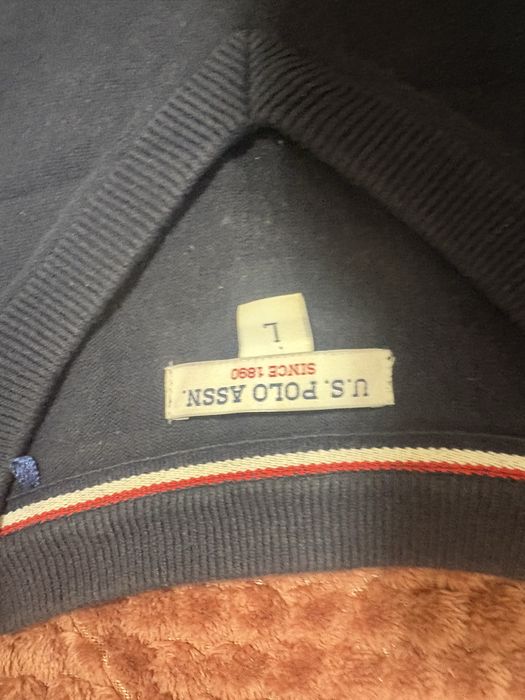 U.S. POLO ASSN.
SINCE 1890
L